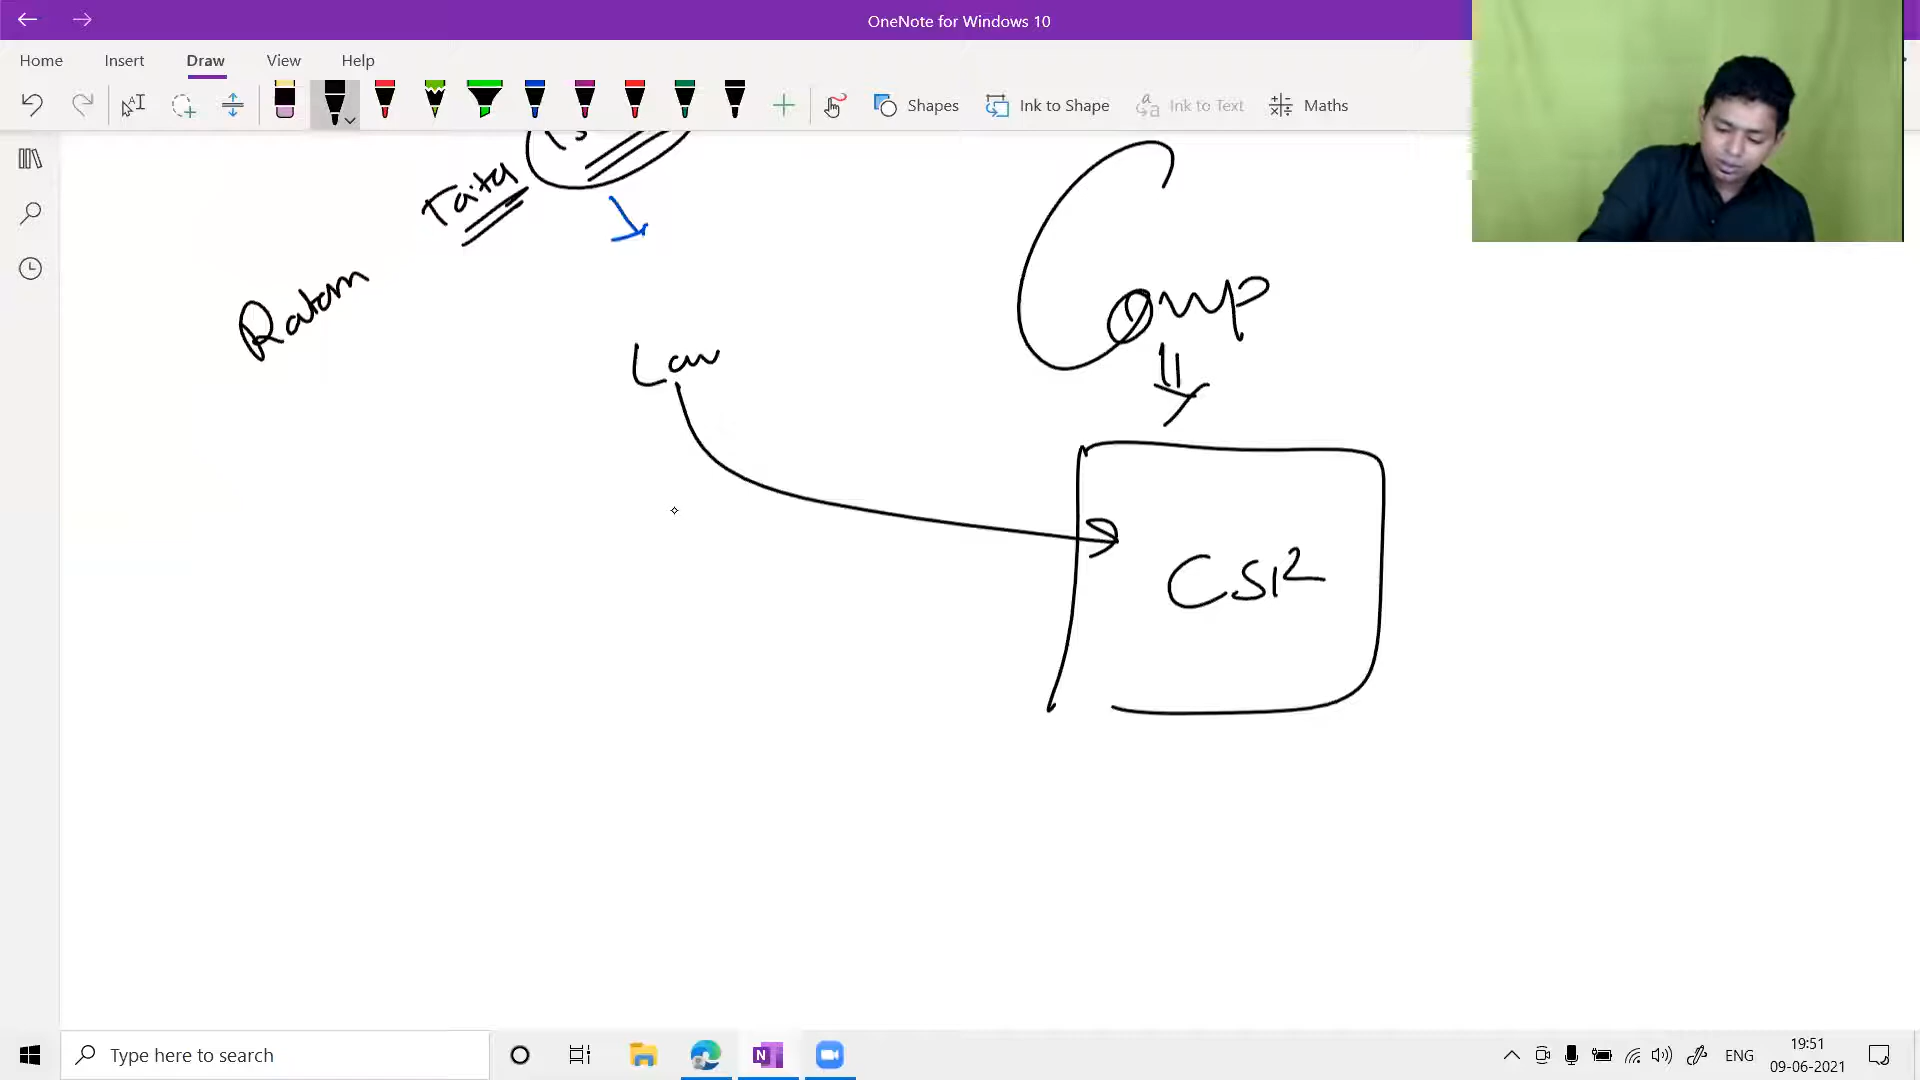 OneNote for Windows 10
Home Insert Draw View Help
Shapes Ink to Shape Ink to Text Maths
Tata
Ratan
Law
Comp
CSR
Type here to search
ENG
19:51
09-06-2021